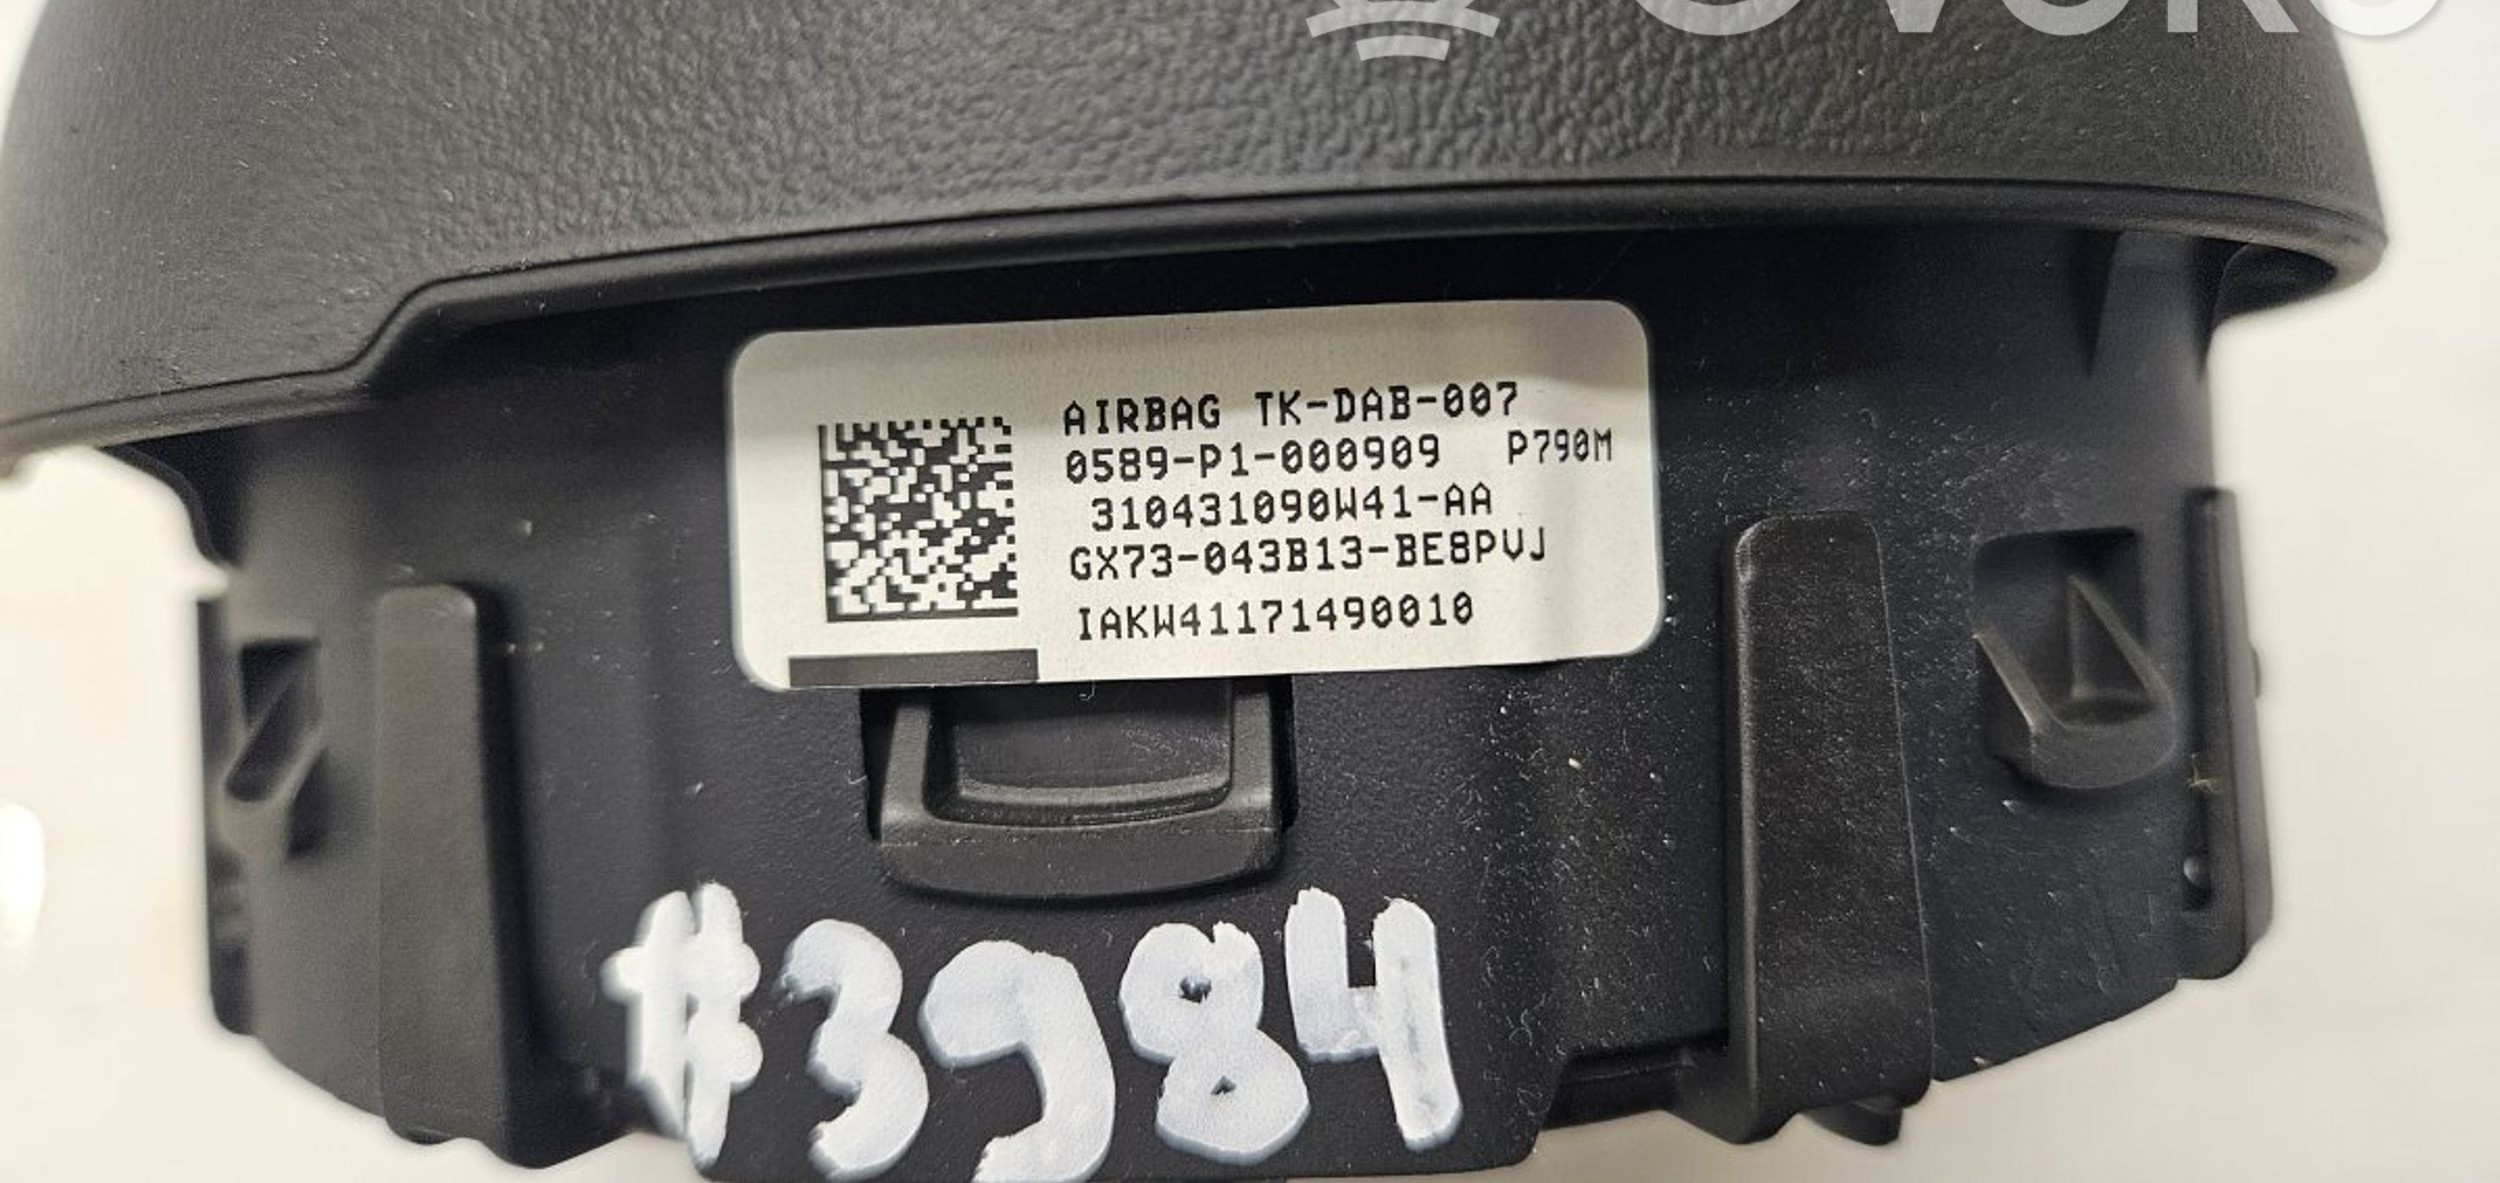 AIRBAG TK-DAB-007
0589-P1-000909 P790M
310431090W41-AA
GX73-043B13-BE8PVJ
IAKW41171490010
#3984